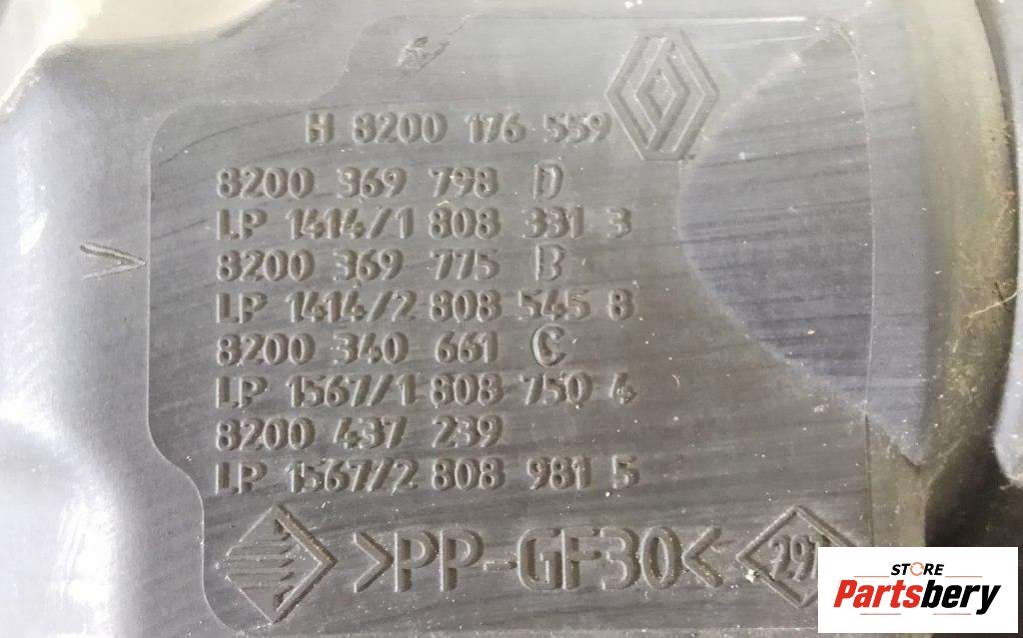 H 8200 176 559
8200 369 798 D
LP 1414/1 808 331 3
8200 369 775 B
LP 1414/2 808 545 8
8200 340 661 C
LP 1567/1 808 750 4
8200 437 239
LP 1567/2 808 981 5
>PP-GF30<
STORE
Partsbery